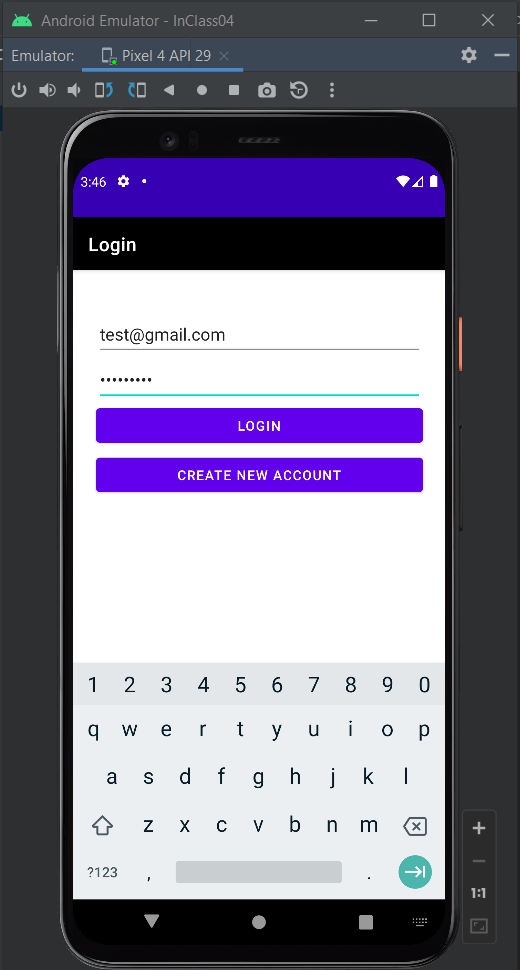 Android Emulator - InClass04
Emulator: Pixel 4 API 29
3:46
Login
test@gmail.com
•••••••••
LOGIN
CREATE NEW ACCOUNT
1 2 3 4 5 6 7 8 9 0
q w e r t y u i o p
a s d f g h j k l
z x c v b n m
?123 , .
1:1